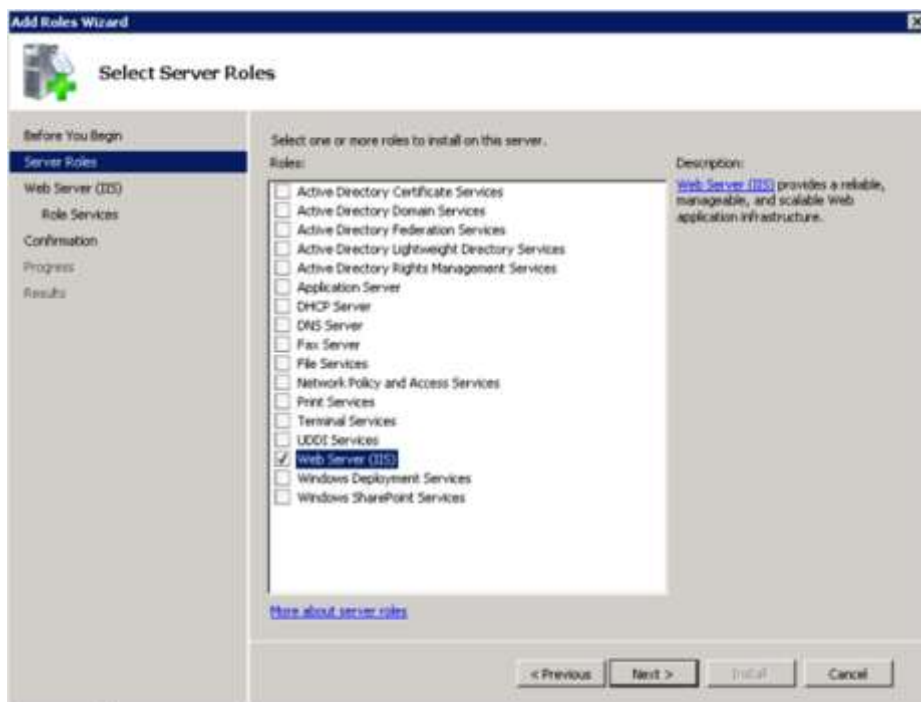 Add Roles Wizard
Select Server Roles
Before You Begin
Server Roles
Web Server (IIS)
Role Services
Confirmation
Progress
Results
Select one or more roles to install on this server.
Roles:
Active Directory Certificate Services
Active Directory Domain Services
Active Directory Federation Services
Active Directory Lightweight Directory Services
Active Directory Rights Management Services
Application Server
DHCP Server
DNS Server
Fax Server
File Services
Network Policy and Access Services
Print Services
Terminal Services
UDDI Services
Web Server (IIS)
Windows Deployment Services
Windows SharePoint Services
More about server roles
Description:
Web Server (IIS) provides a reliable,
manageable, and scalable Web
application infrastructure.
< Previous
Next >
Install
Cancel